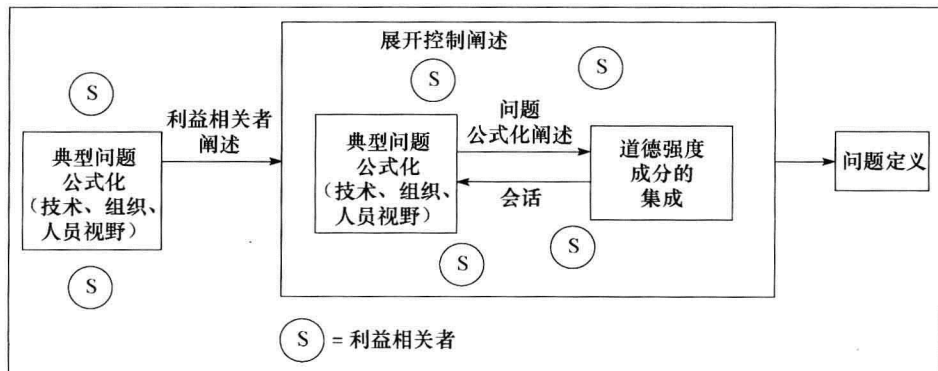 展开控制阐述
S
S
S
利益相关者
阐述
问题
公式化阐述
典型问题
公式化
（技术、组织、
人员视野）
典型问题
公式化
（技术、组织、
人员视野）
道德强度
成分的
集成
问题定义
会话
S
S
S
S = 利益相关者